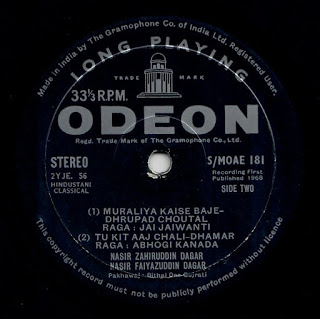 Made in India by The Gramophone Co. of India Ltd. Registered User.
LONG PLAYING
TRADE MARK
33⅓ R.P.M.
ODEON
Regd. Trade Mark of The Gramophone Co., Ltd.
STEREO S/MOAE 181
2YJE. 56 Recording First
HINDUSTANI Published 1968
CLASSICAL SIDE TWO
(1) MURALIYA KAISE BAJE-
DHRUPAD CHOUTAL
RAGA : JAI JAIWANTI
(2) TU KIT AAJ CHALI-DHAMAR
RAGA : ABHOGI KANADA
NASIR ZAHIRUDDIN DAGAR
NASIR FAIYAZUDDIN DAGAR
Pakhawaj Bithal Das Gujrati
This copyright record must not be publicly performed without licence.